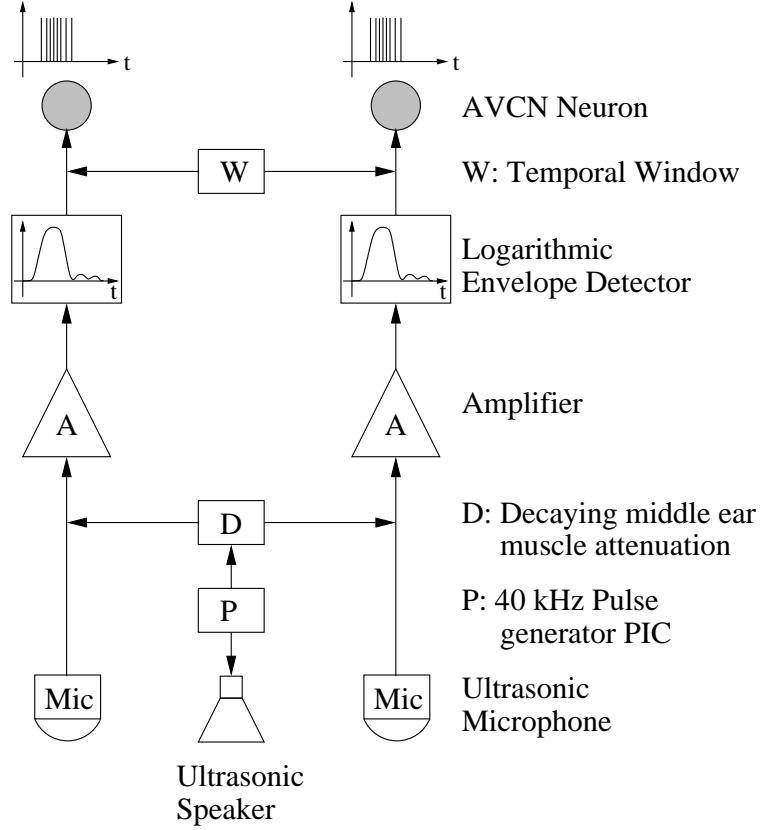 t
t
AVCN Neuron
W
W: Temporal Window
t
t
Logarithmic
Envelope Detector
A
A
Amplifier
D
D: Decaying middle ear
muscle attenuation
P
P: 40 kHz Pulse
generator PIC
Mic
Mic
Ultrasonic
Microphone
Ultrasonic
Speaker